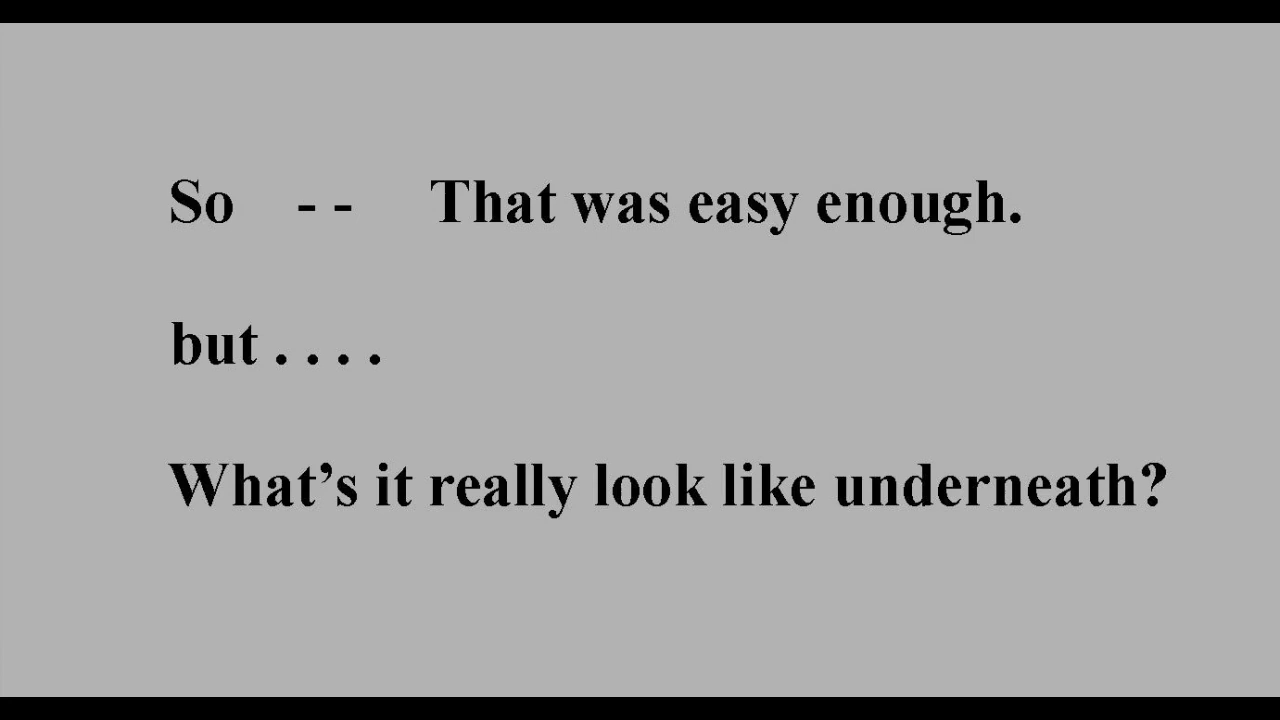 So -- That was easy enough.
but . . . .
What’s it really look like underneath?